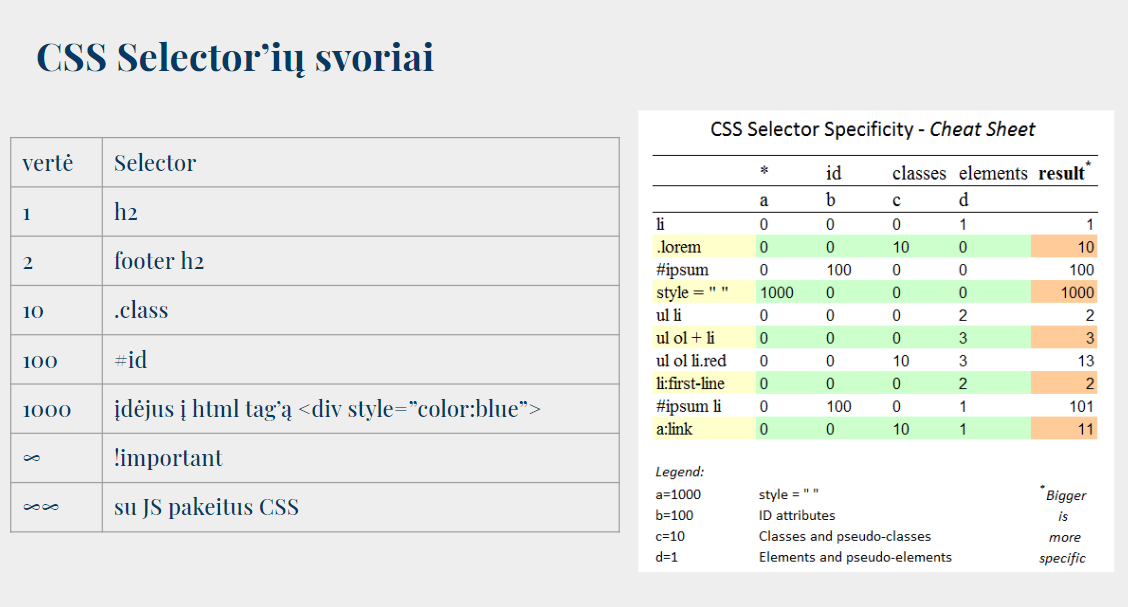 CSS Selector’ių svoriai
vertė Selector
1 h2
2 footer h2
10 .class
100 #id
1000 įdėjus į html tag’ą <div style=”color:blue”>
∞ !important
∞∞ su JS pakeitus CSS
CSS Selector Specificity - Cheat Sheet
* id classes elements result*
a b c d
li 0 0 0 1 1
.lorem 0 0 10 0 10
#ipsum 0 100 0 0 100
style = " " 1000 0 0 0 1000
ul li 0 0 0 2 2
ul ol + li 0 0 0 3 3
ul ol li.red 0 0 10 3 13
li:first-line 0 0 0 2 2
#ipsum li 0 100 0 1 101
a:link 0 0 10 1 11
Legend:
a=1000 style = " "
b=100 ID attributes
c=10 Classes and pseudo-classes
d=1 Elements and pseudo-elements
*Bigger
is
more
specific